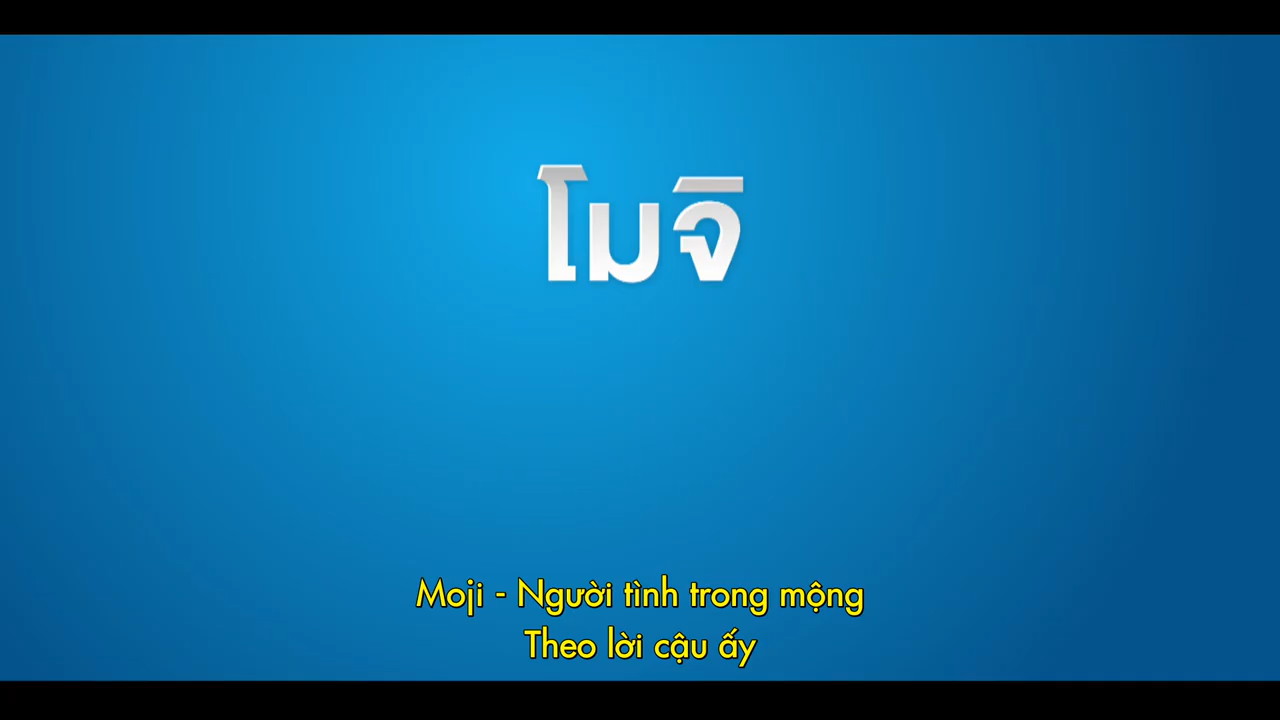 โมจิ
Moji - Người tình trong mộng
Theo lời cậu ấy